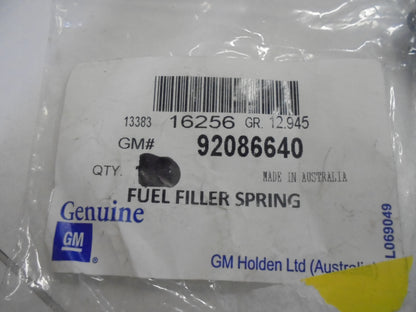 13383 16256 GR. 12.945
GM# 92086640
QTY.
MADE IN AUSTRALIA
FUEL FILLER SPRING
Genuine
GM
GM Holden Ltd (Australia)
L069049